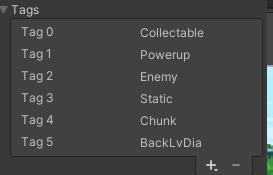 Tags
Tag 0 Collectable
Tag 1 Powerup
Tag 2 Enemy
Tag 3 Static
Tag 4 Chunk
Tag 5 BackLvDia
+ −